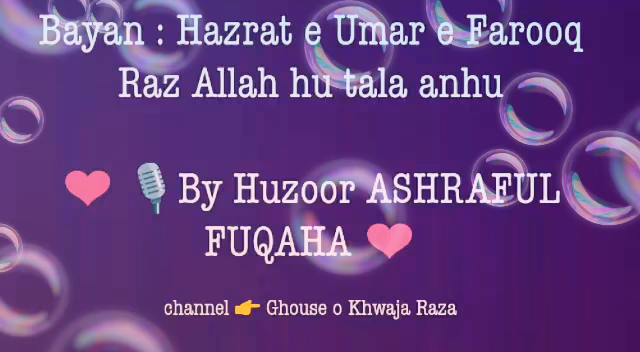 Bayan : Hazrat e Umar e Farooq
Raz Allah hu tala anhu
❤ 🎙By Huzoor ASHRAFUL
FUQAHA ❤
channel 👉 Ghouse o Khwaja Raza